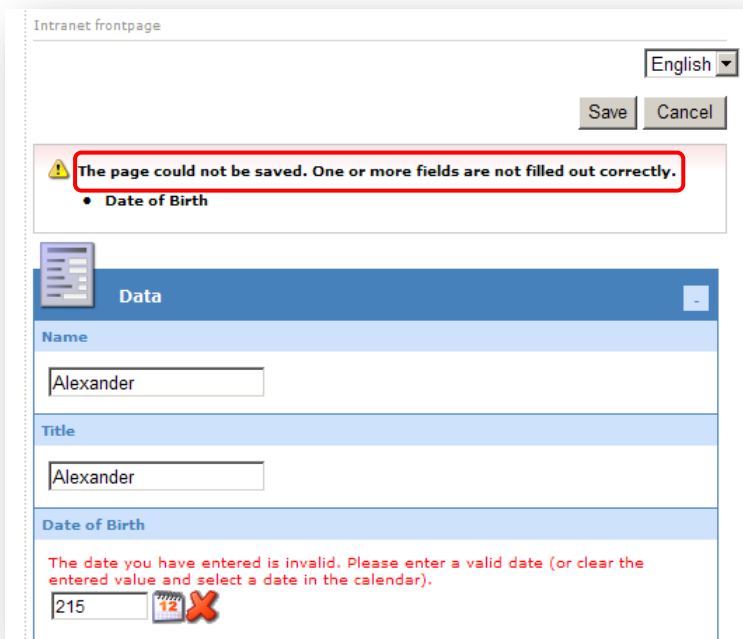 Intranet frontpage
English
Save Cancel
The page could not be saved. One or more fields are not filled out correctly.
• Date of Birth
Data -
Name
Alexander
Title
Alexander
Date of Birth
The date you have entered is invalid. Please enter a valid date (or clear the
entered value and select a date in the calendar).
215 12